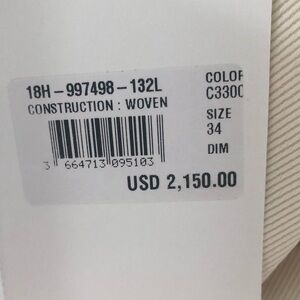 18H-997498-132L
CONSTRUCTION : WOVEN
3 664713 095103
COLOR
C3300
SIZE
34
DIM
USD 2,150.00